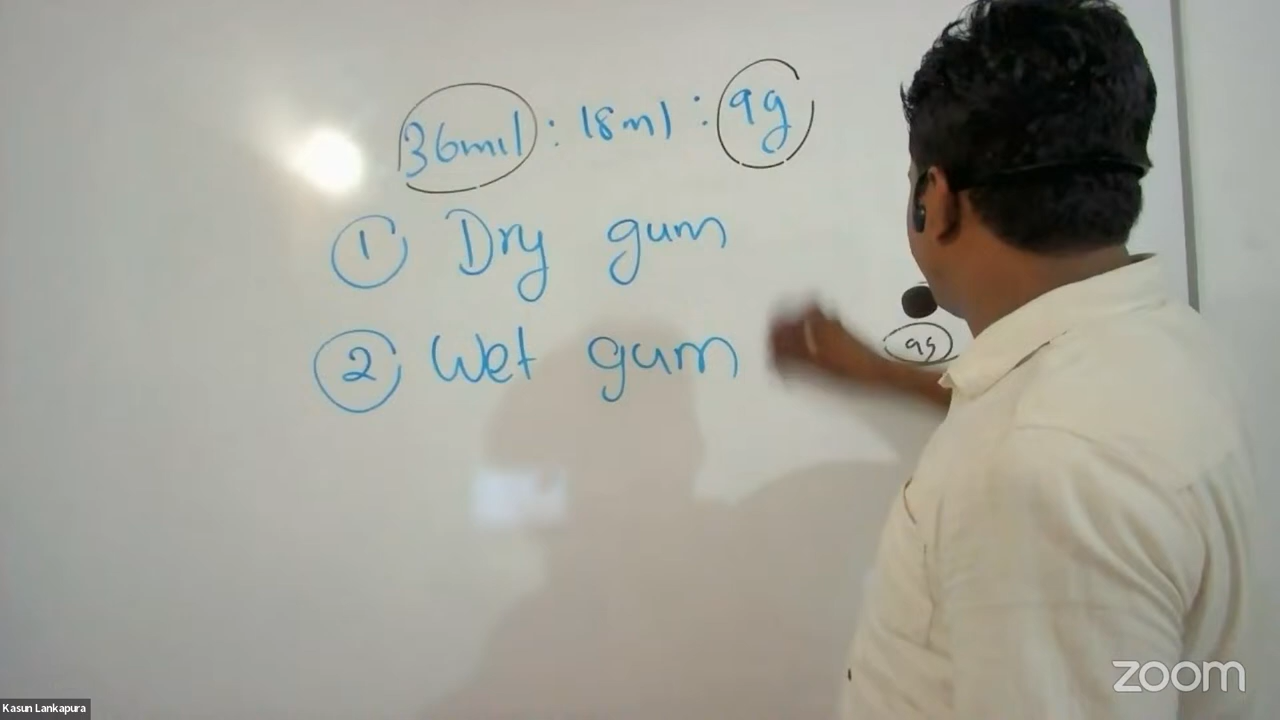 36ml : 18ml : 9g
1 Dry gum
2 Wet gum
9g
zoom
Kasun Lankapura